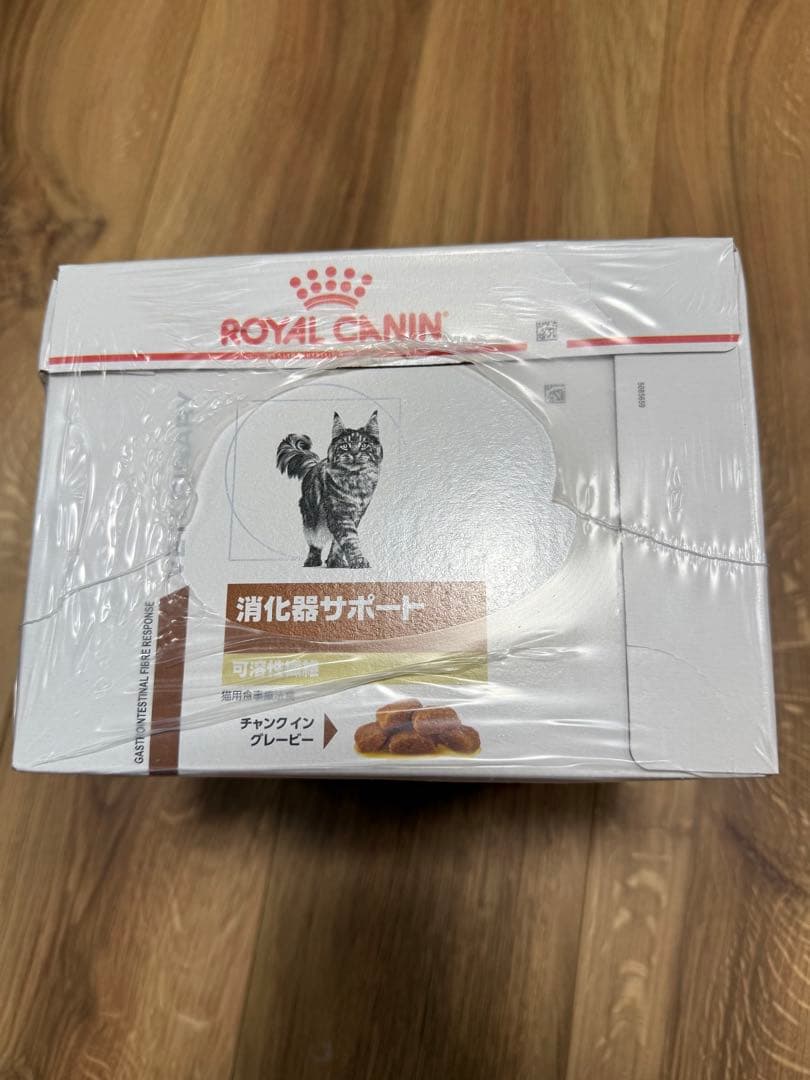 ROYAL CANIN
5085659
消化器サポート
可溶性繊維
猫用食事療法食
チャンク イン
グレービー
GASTROINTESTINAL FIBRE RESPONSE